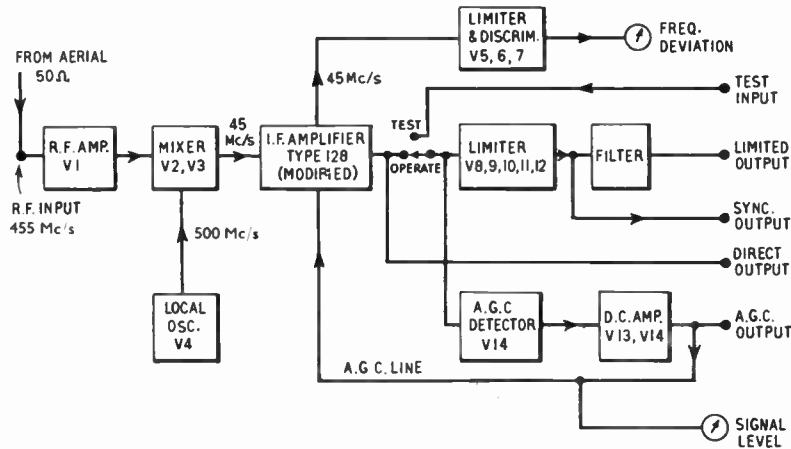 FROM AERIAL
50Ω
R.F. AMP.
V1
R.F. INPUT
455 Mc/s
MIXER
V2, V3
500 Mc/s
LOCAL
OSC.
V4
45
Mc/s
I.F. AMPLIFIER
TYPE 128
(MODIFIED)
45 Mc/s
LIMITER
& DISCRIM.
V5, 6, 7
FREQ.
DEVIATION
TEST
OPERATE
TEST
INPUT
LIMITER
V8, 9, 10, 11, 12
FILTER
LIMITED
OUTPUT
SYNC.
OUTPUT
DIRECT
OUTPUT
A.G.C
DETECTOR
V14
D.C. AMP.
V13, V14
A.G.C.
OUTPUT
A.G.C. LINE
SIGNAL
LEVEL